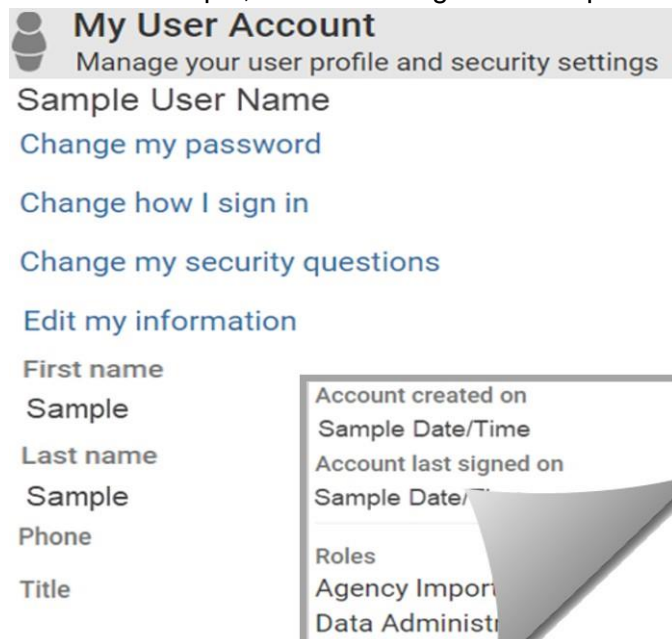 My User Account
Manage your user profile and security settings
Sample User Name
Change my password
Change how I sign in
Change my security questions
Edit my information
First name
Sample
Last name
Sample
Phone
Title
Account created on
Sample Date/Time
Account last signed on
Sample
Roles
Agency
Data